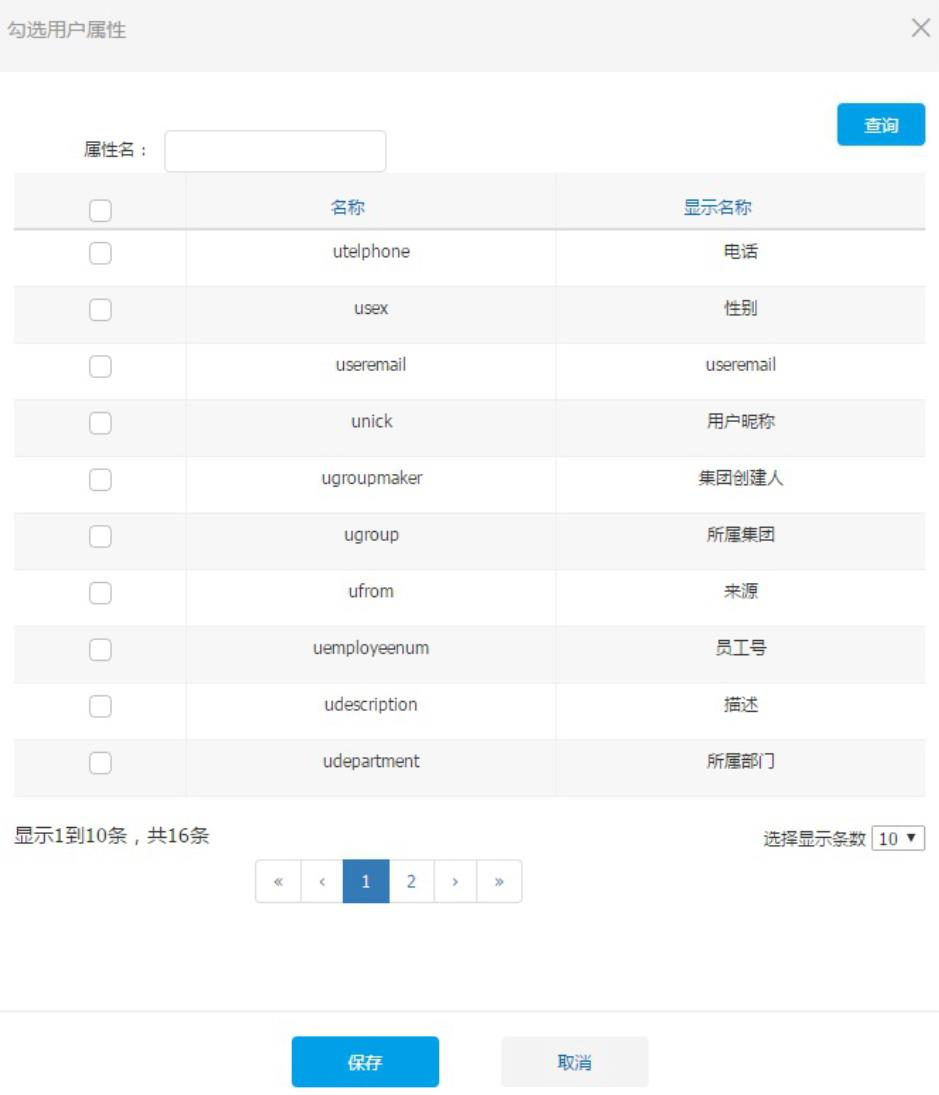 勾选用户属性
查询
属性名：
名称 显示名称
utelphone 电话
usex 性别
useremail useremail
unick 用户昵称
ugroupmaker 集团创建人
ugroup 所属集团
ufrom 来源
uemployeenum 员工号
udescription 描述
udepartment 所属部门
显示1到10条，共16条 选择显示条数 10
« ‹ 1 2 › »
保存 取消